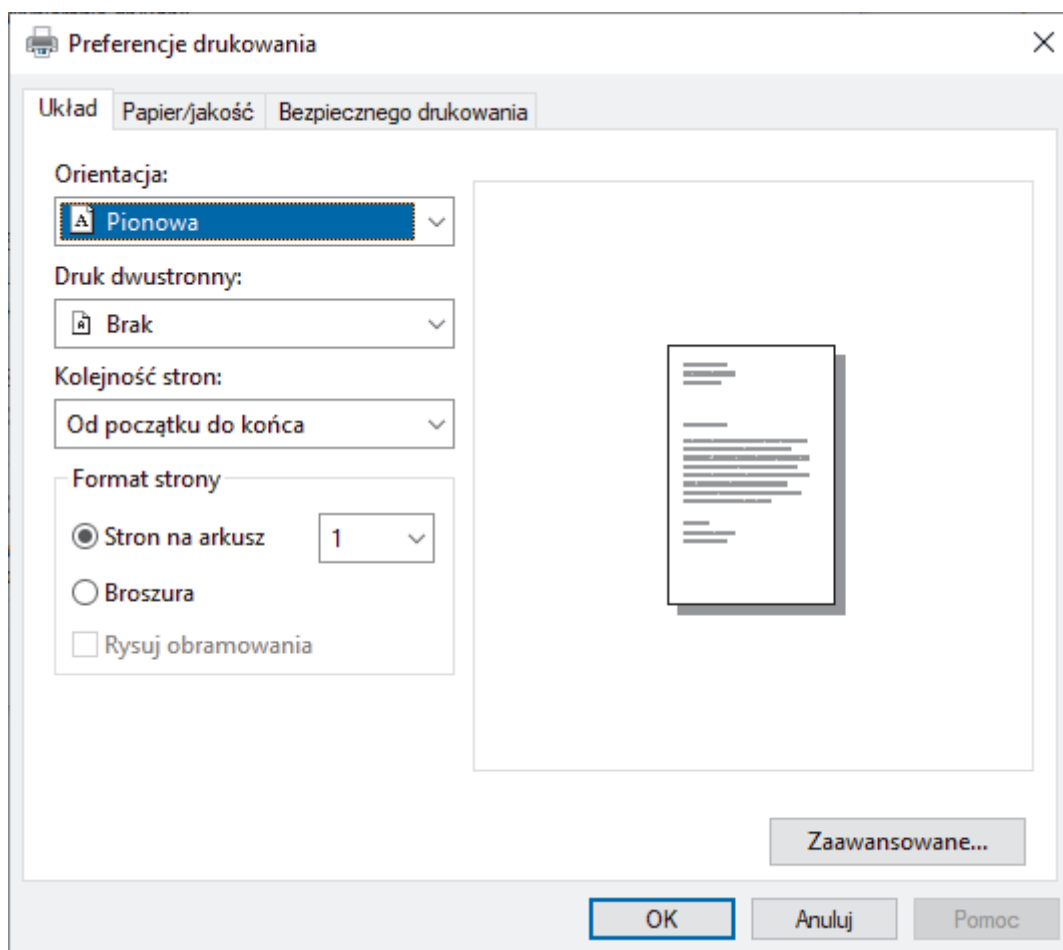 Preferencje drukowania
Układ
Papier/jakość
Bezpiecznego drukowania
Orientacja:
Pionowa
Druk dwustronny:
Brak
Kolejność stron:
Od początku do końca
Format strony
Stron na arkusz
1
Broszura
Rysuj obramowania
Zaawansowane...
OK
Anuluj
Pomoc